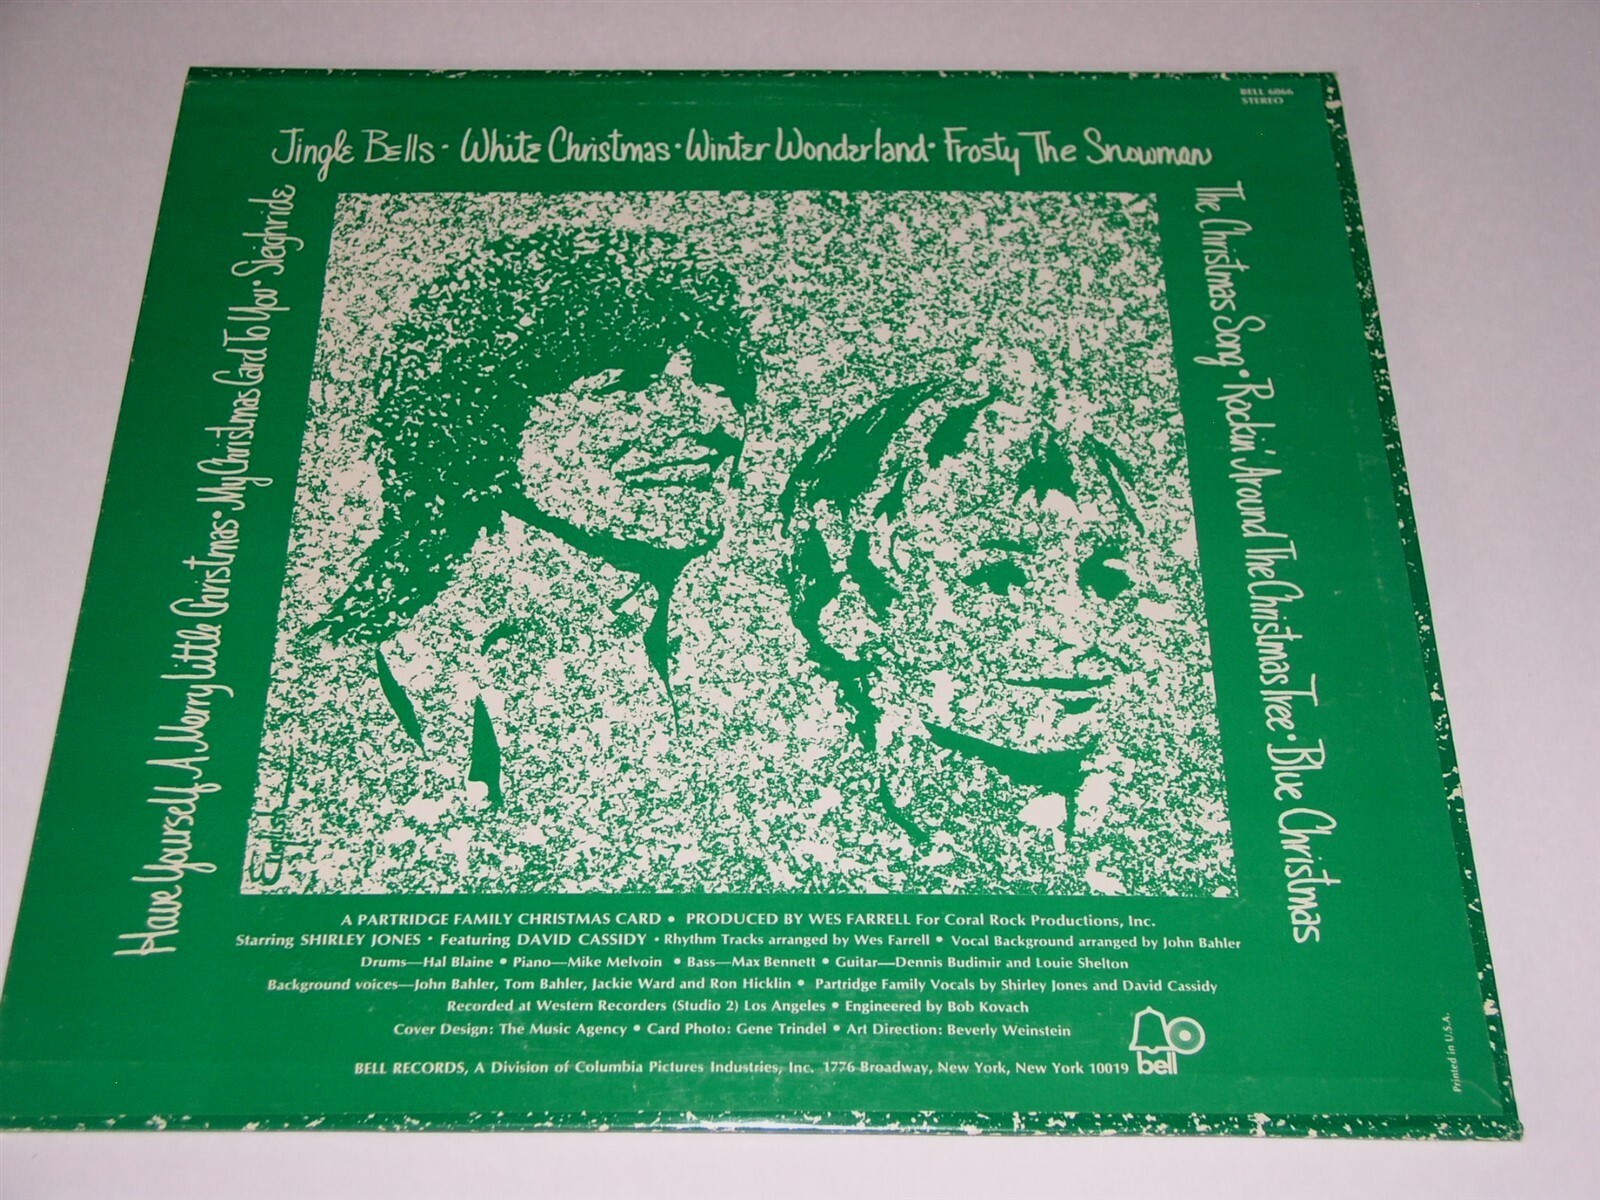 BELL 6066
STEREO
Jingle Bells · White Christmas · Winter Wonderland · Frosty The Snowman
The Christmas Song · Rockin' Around The Christmas Tree · Blue Christmas
Have Yourself A Merry Little Christmas · My Christmas Card To You · Sleighride
English
A PARTRIDGE FAMILY CHRISTMAS CARD • PRODUCED BY WES FARRELL For Coral Rock Productions, Inc.
Starring SHIRLEY JONES · Featuring DAVID CASSIDY · Rhythm Tracks arranged by Wes Farrell • Vocal Background arranged by John Bahler
Drums—Hal Blaine • Piano—Mike Melvoin • Bass—Max Bennett • Guitar—Dennis Budimir and Louie Shelton
Background voices—John Bahler, Tom Bahler, Jackie Ward and Ron Hicklin • Partridge Family Vocals by Shirley Jones and David Cassidy
Recorded at Western Recorders (Studio 2) Los Angeles • Engineered by Bob Kovach
Cover Design: The Music Agency • Card Photo: Gene Trindel • Art Direction: Beverly Weinstein
BELL RECORDS, A Division of Columbia Pictures Industries, Inc. 1776 Broadway, New York, New York 10019
bell
Printed in U.S.A.